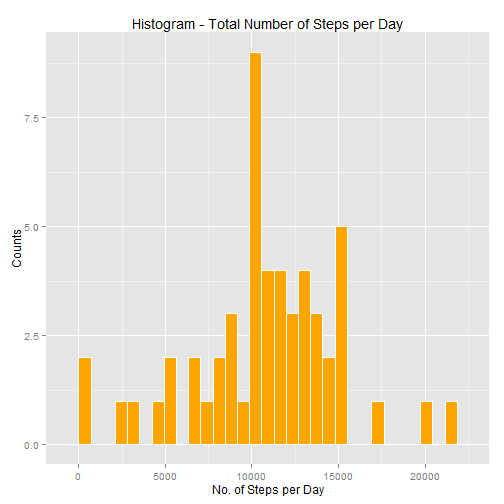 Histogram - Total Number of Steps per Day
7.5
5.0
2.5
0.0
Counts
0 5000 10000 15000 20000
No. of Steps per Day